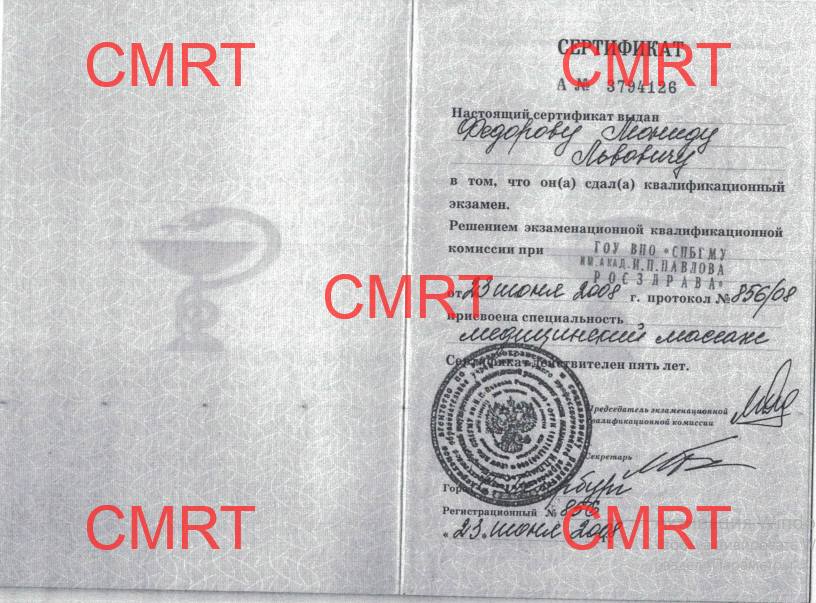 CMRT
CMRT
CMRT
CMRT
CMRT
СЕРТИФИКАТ
А № 3794126
Настоящий сертификат выдан
Федорову Леониду
Львовичу
в том, что он(а) сдал(а) квалификационный
экзамен.
Решением экзаменационной квалификационной
комиссии при ГОУ ВПО «СПБГМУ
ИМ.АКАД.И.П.ПАВЛОВА
РОСЗДРАВА»
от 23 июня 2008 г. протокол № 856/08
присвоена специальность
медицинский массаж
Сертификат действителен пять лет.
Председатель экзаменационной
квалификационной комиссии
Секретарь
Город
Регистрационный № 856
« 23 » июня 2008